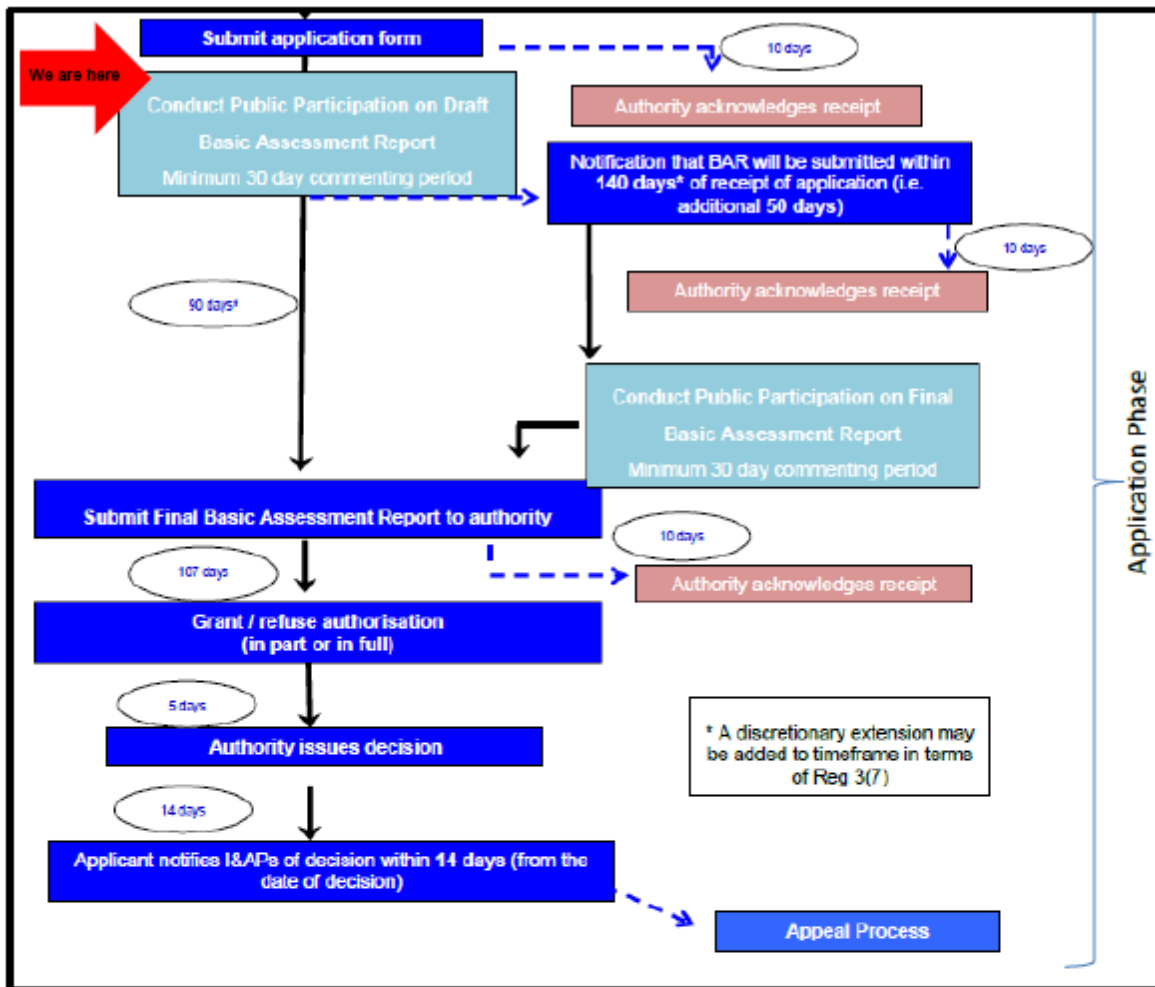 Submit application form
10 days
We are here
Conduct Public Participation on Draft
Basic Assessment Report
Minimum 30 day commenting period
Authority acknowledges receipt
Notification that BAR will be submitted within
140 days* of receipt of application (i.e.
additional 50 days)
10 days
Authority acknowledges receipt
90 days*
Conduct Public Participation on Final
Basic Assessment Report
Minimum 30 day commenting period
Submit Final Basic Assessment Report to authority
10 days
107 days
Authority acknowledges receipt
Grant / refuse authorisation
(in part or in full)
5 days
Authority issues decision
* A discretionary extension may
be added to timeframe in terms
of Reg 3(7)
14 days
Applicant notifies I&APs of decision within 14 days (from the
date of decision)
Appeal Process
Application Phase